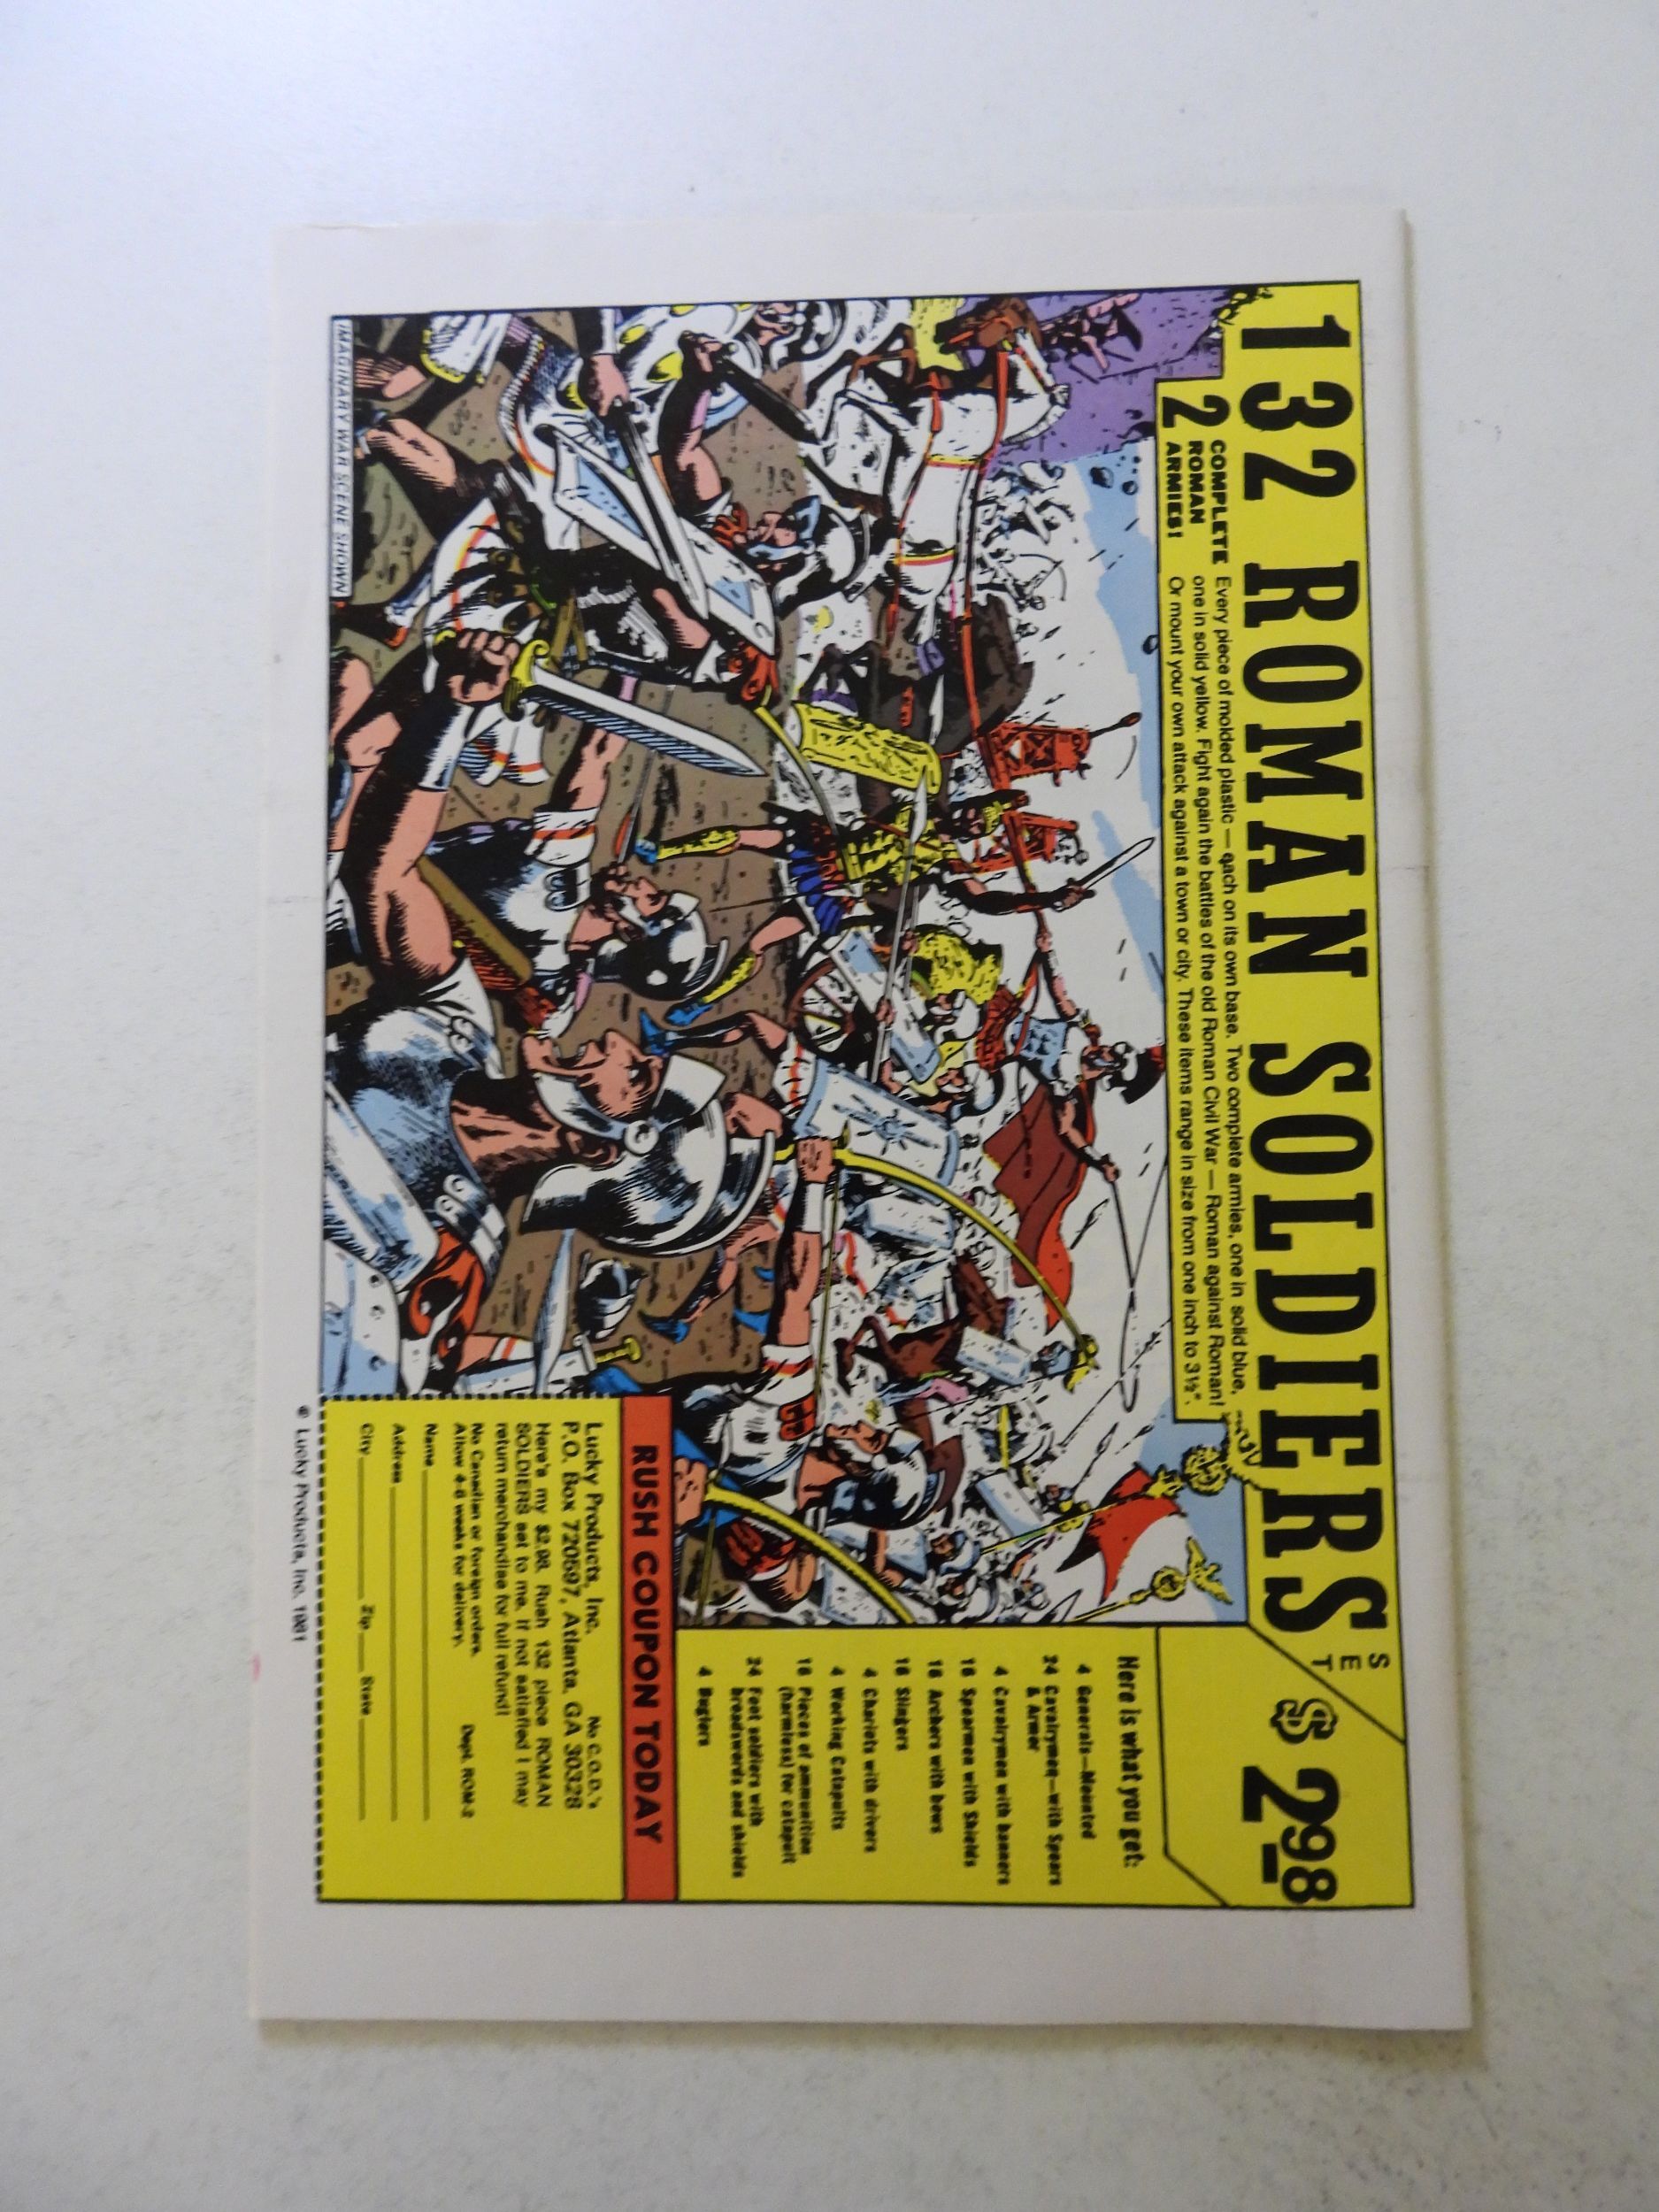 132 ROMAN SOLDIERS SET $2.98
2 COMPLETE
ROMAN
ARMIES!
Every piece of molded plastic — each on its own base. Two complete armies, one in solid blue,
one in solid yellow. Fight again the battles of the old Roman Civil War — Roman against Roman!
Or mount your own attack against a town or city. These items range in size from one inch to 3½".
Here is what you get:
4 Generals—Mounted
24 Cavalrymen—with Spears
& Armor
4 Cavalrymen with banners
16 Spearmen with Shields
16 Archers with bows
16 Slingers
4 Chariots with drivers
4 Working Catapults
16 Pieces of ammunition
(harmless) for catapult
24 Foot soldiers with
broadswords and shields
4 Buglers
RUSH COUPON TODAY
Lucky Products, Inc. No C.O.D.'s
P.O. Box 720597, Atlanta, GA 30328
Here's my $2.98. Rush 132 piece ROMAN
SOLDIERS set to me. If not satisfied I may
return merchandise for full refund!
No Canadian or foreign orders.
Allow 4-6 weeks for delivery. Dept. ROM-2
Name
Address
City Zip State
IMAGINARY WAR SCENE SHOWN
© Lucky Products, Inc. 1981